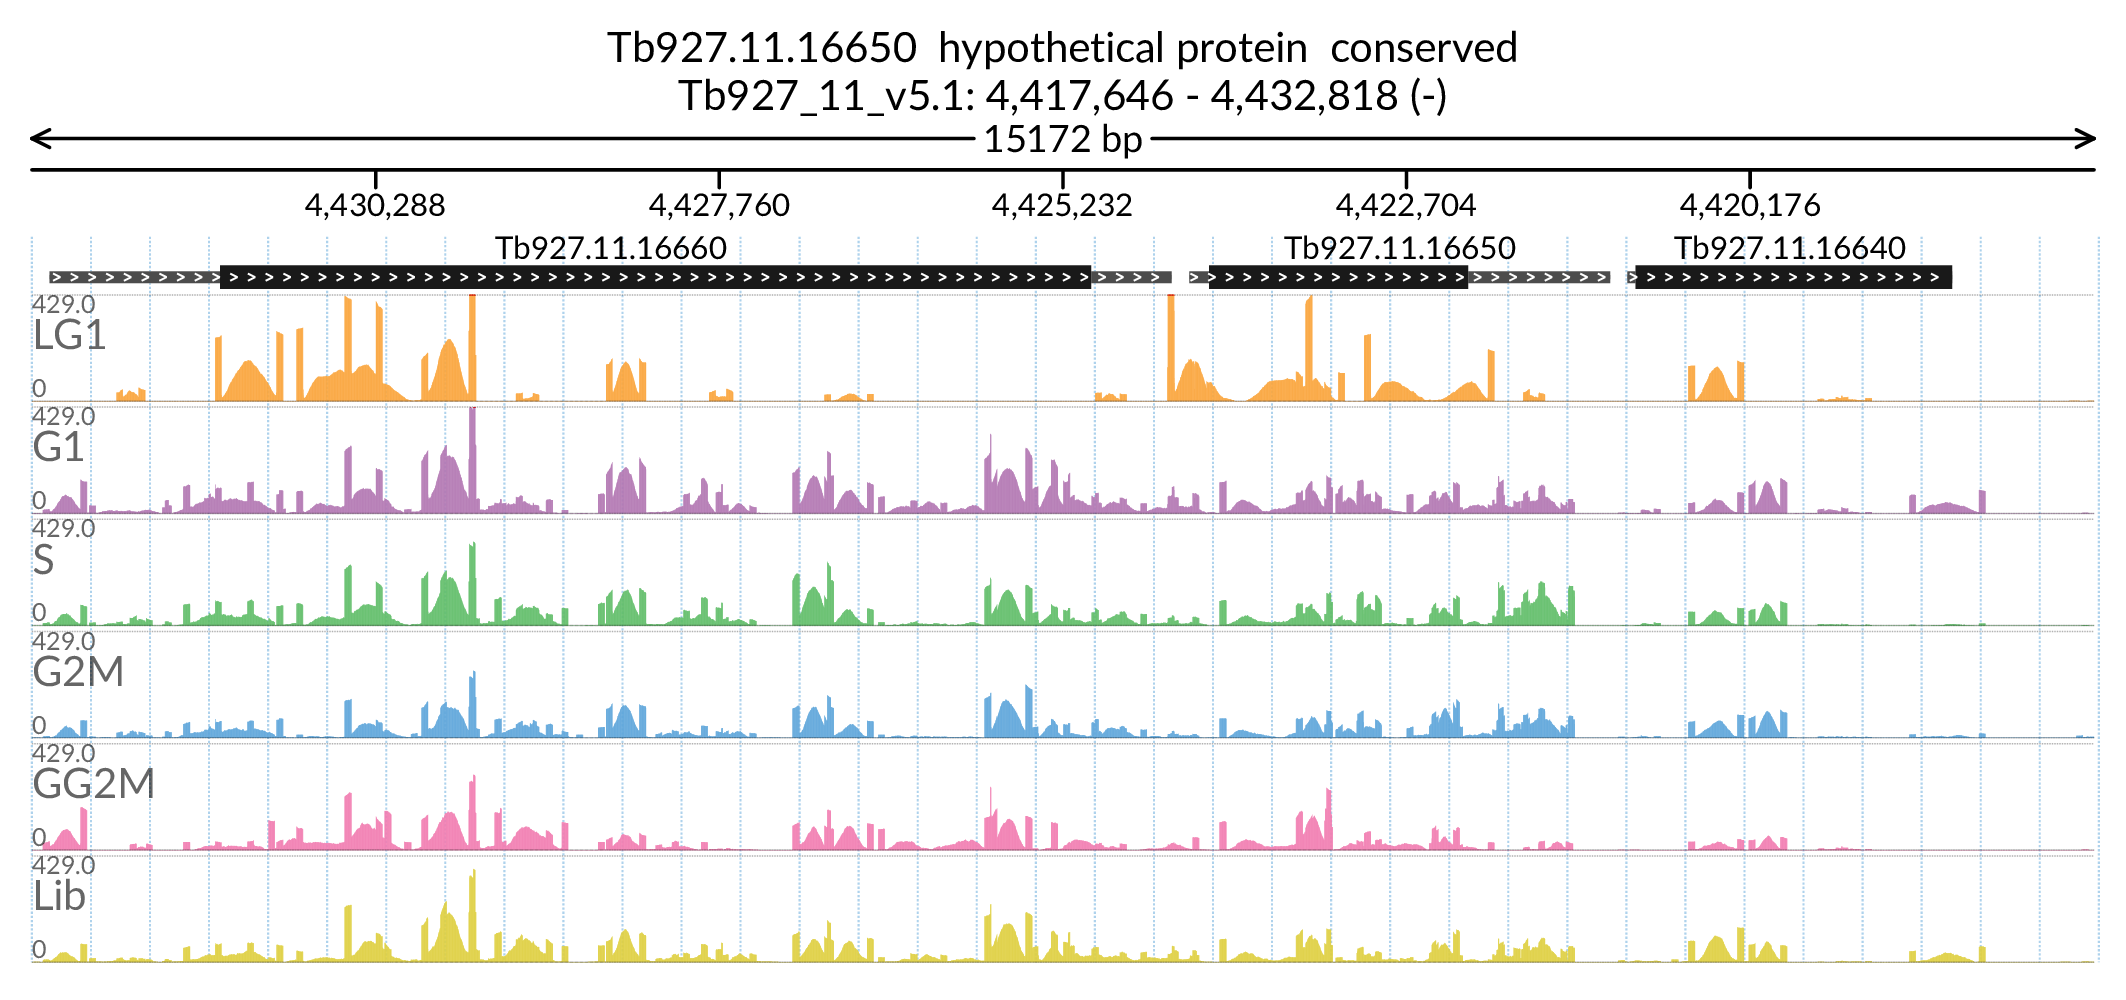 Tb927.11.16650  hypothetical protein  conserved
Tb927_11_v5.1: 4,417,646 - 4,432,818 (-)
15172 bp
4,430,288 4,427,760 4,425,232 4,422,704 4,420,176
Tb927.11.16660 Tb927.11.16650 Tb927.11.16640
429.0
LG1
0
429.0
G1
0
429.0
S
0
429.0
G2M
0
429.0
GG2M
0
429.0
Lib
0